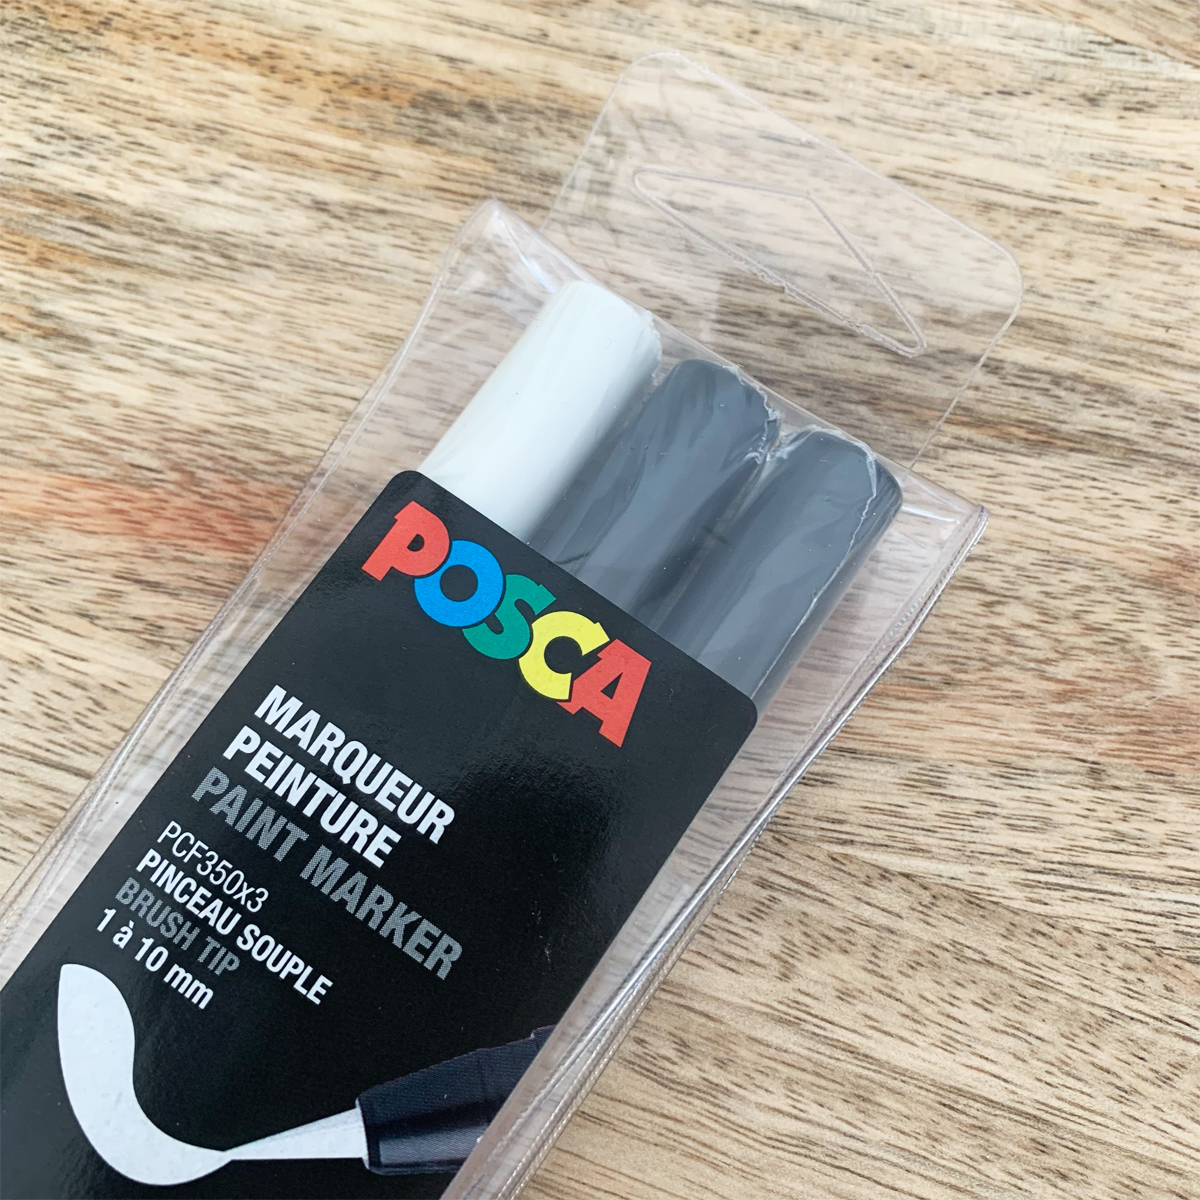 POSCA
MARQUEUR
PEINTURE
PAINT MARKER
PCF350x3
PINCEAU SOUPLE
BRUSH TIP
1 à 10 mm